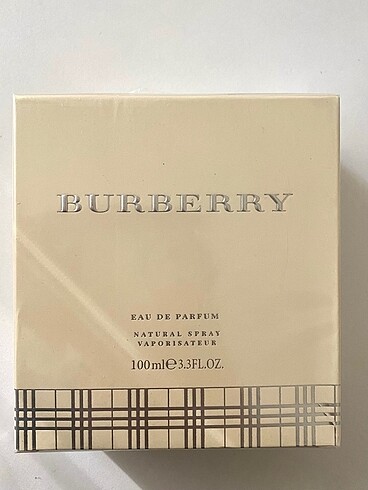 BURBERRY
EAU DE PARFUM
NATURAL SPRAY
VAPORISATEUR
100ml℮3.3FL.OZ.